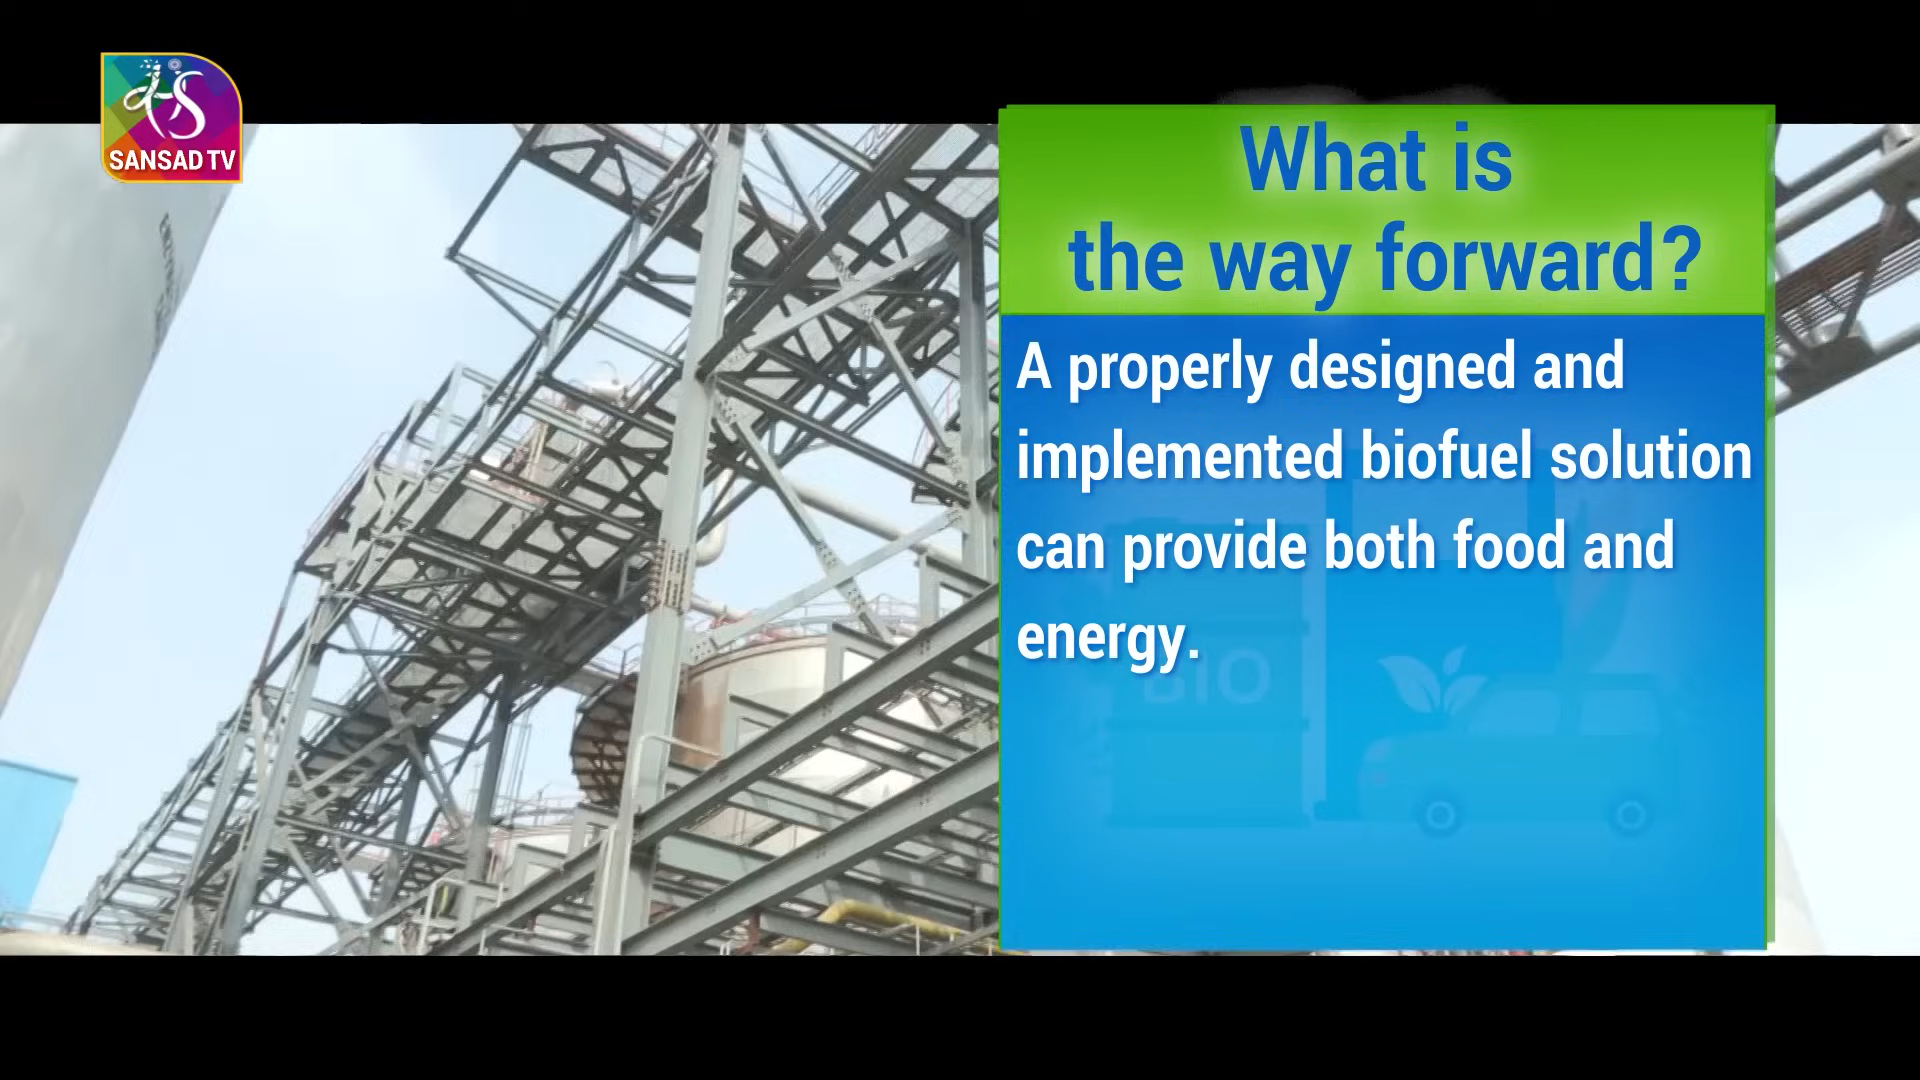 SANSAD TV
What is
the way forward?
A properly designed and
implemented biofuel solution
can provide both food and
energy.
BIO